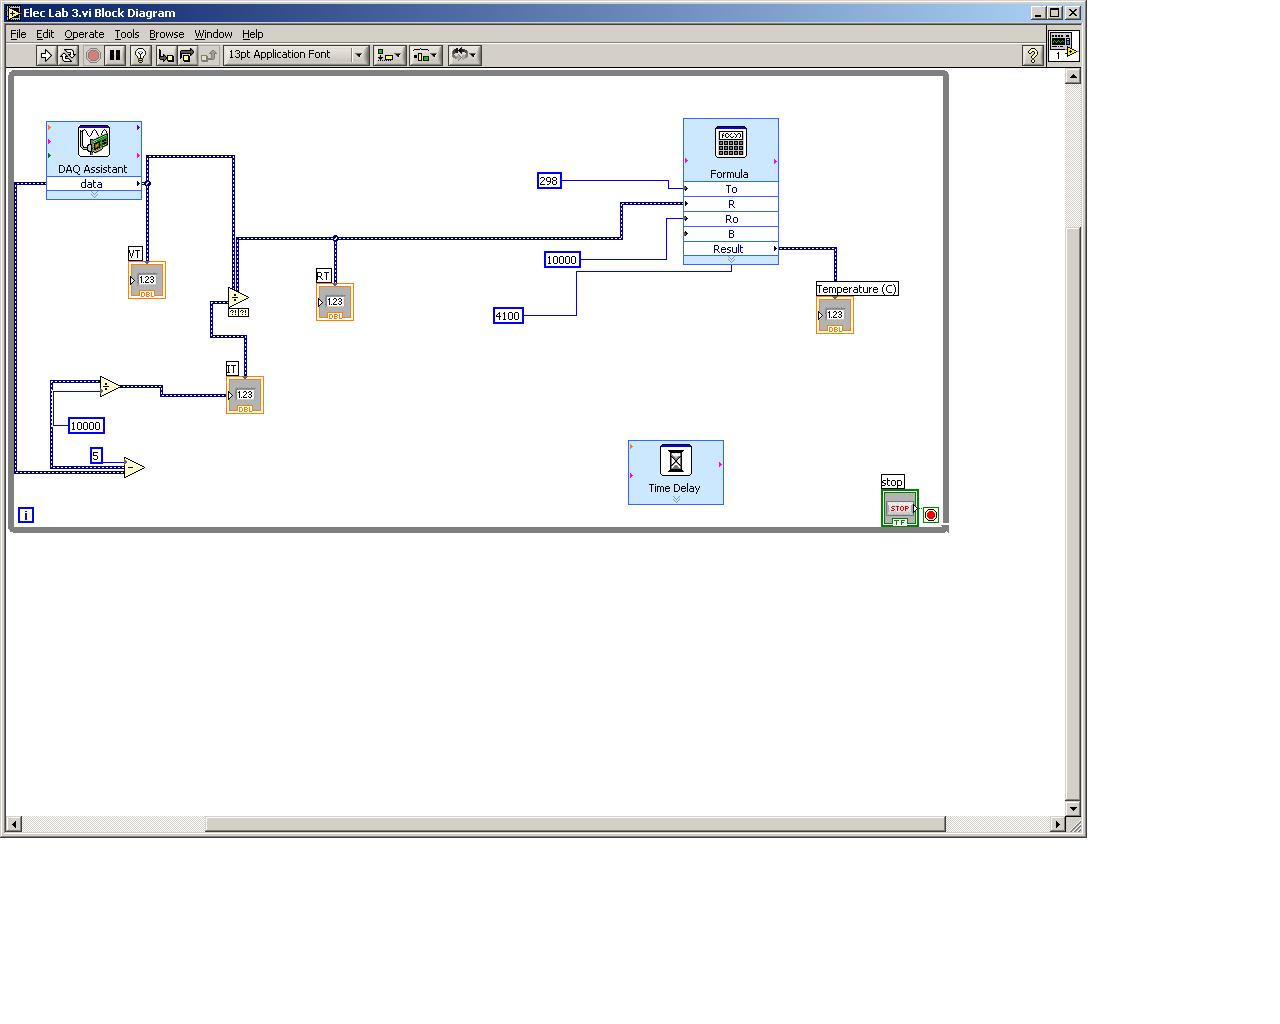 Elec Lab 3.vi Block Diagram
File Edit Operate Tools Browse Window Help
13pt Application Font
?
1
DAQ Assistant
data
VT
1.23
DBL
RT
1.23
DBL
÷
?!|?!
IT
1.23
DBL
÷
10000
5
-
i
298
10000
4100
f(x,y)
Formula
To
R
Ro
B
Result
Temperature (C)
1.23
DBL
Time Delay
stop
STOP
TF